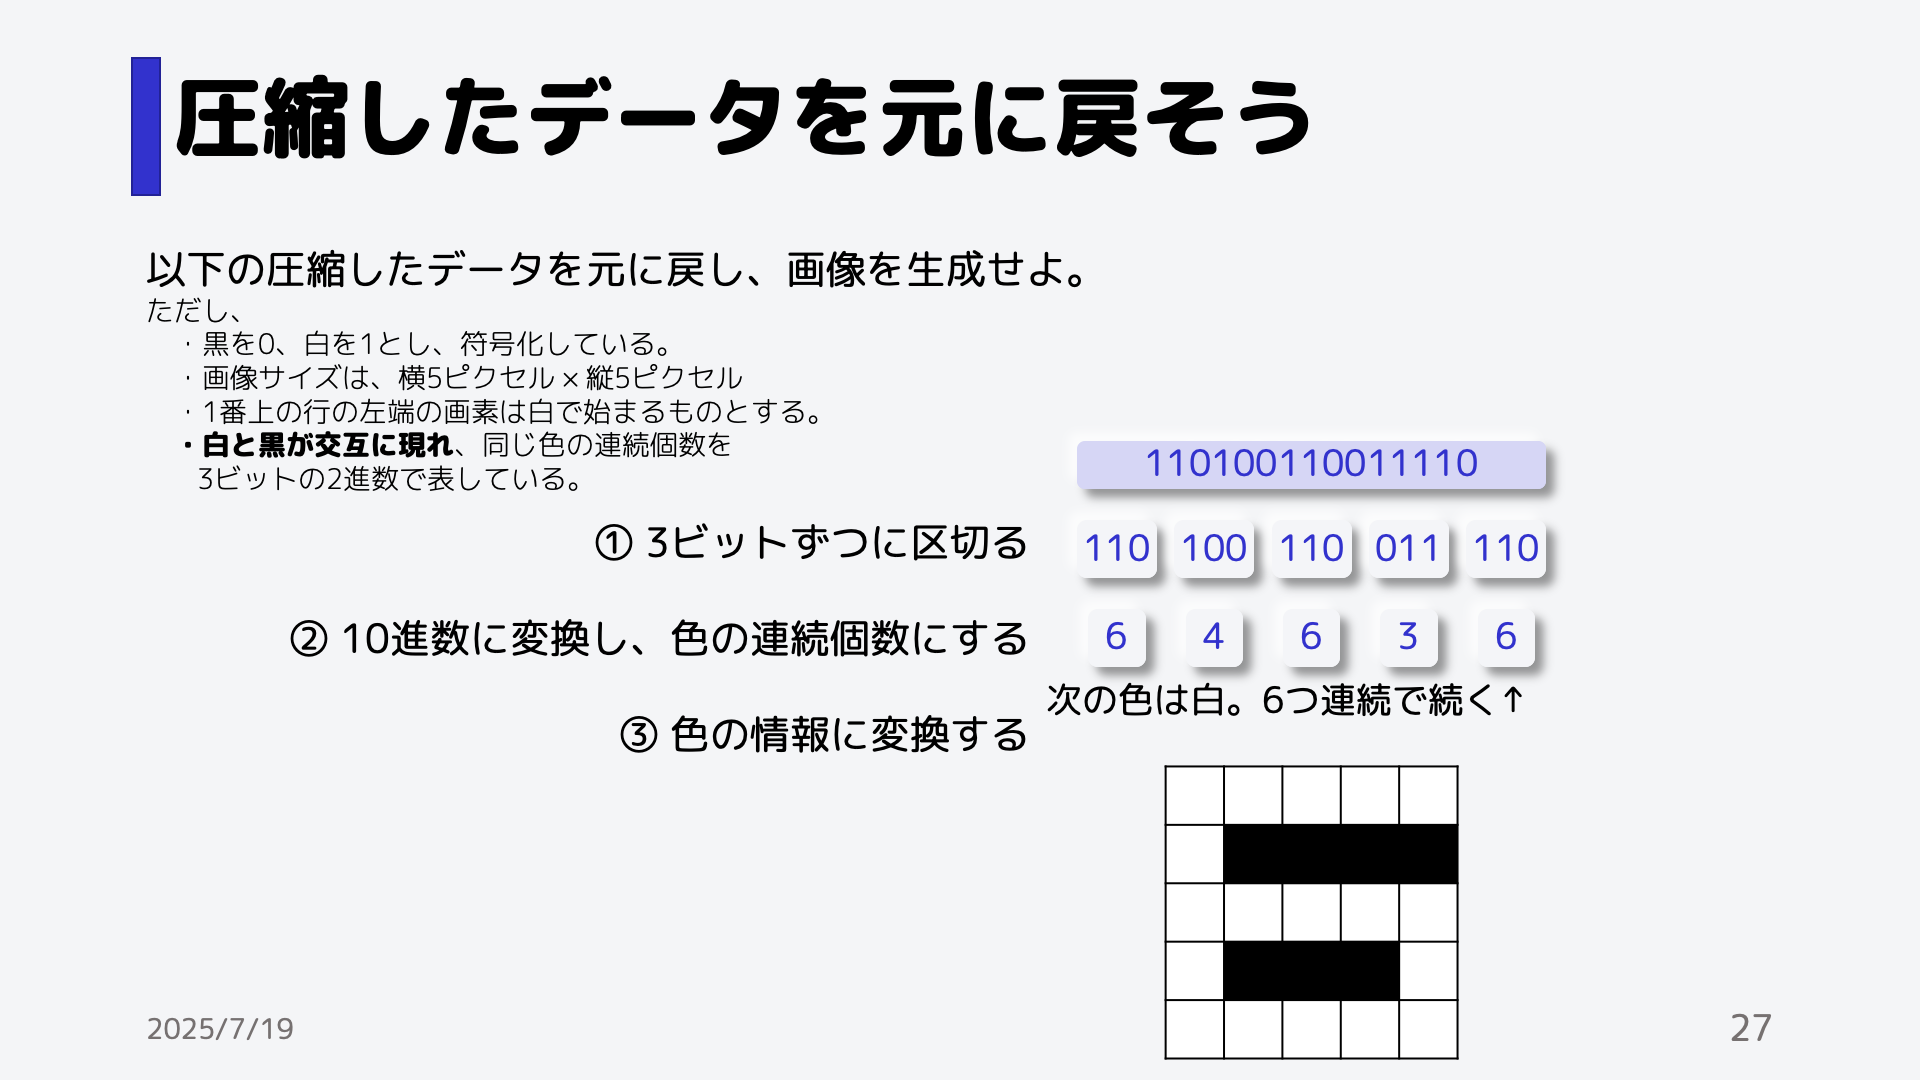 圧縮したデータを元に戻そう
以下の圧縮したデータを元に戻し、画像を生成せよ。
ただし、
・黒を0、白を1とし、符号化している。
・画像サイズは、横5ピクセル×縦5ピクセル
・1番上の行の左端の画素は白で始まるものとする。
・白と黒が交互に現れ、同じ色の連続個数を
3ビットの2進数で表している。
110100110011110
① 3ビットずつに区切る
110 100 110 011 110
② 10進数に変換し、色の連続個数にする
6 4 6 3 6
次の色は白。6つ連続で続く↑
③ 色の情報に変換する
2025/7/19
27